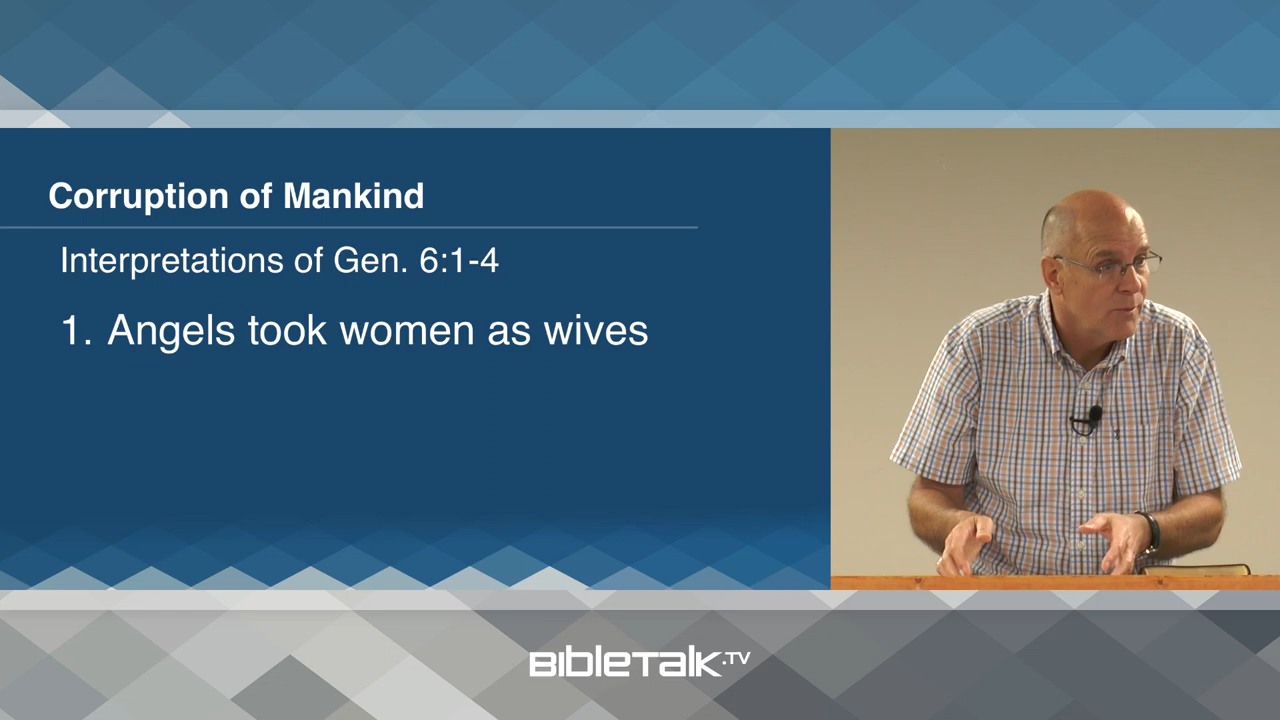 Corruption of Mankind
Interpretations of Gen. 6:1-4
1. Angels took women as wives
BIBLETALK.TV